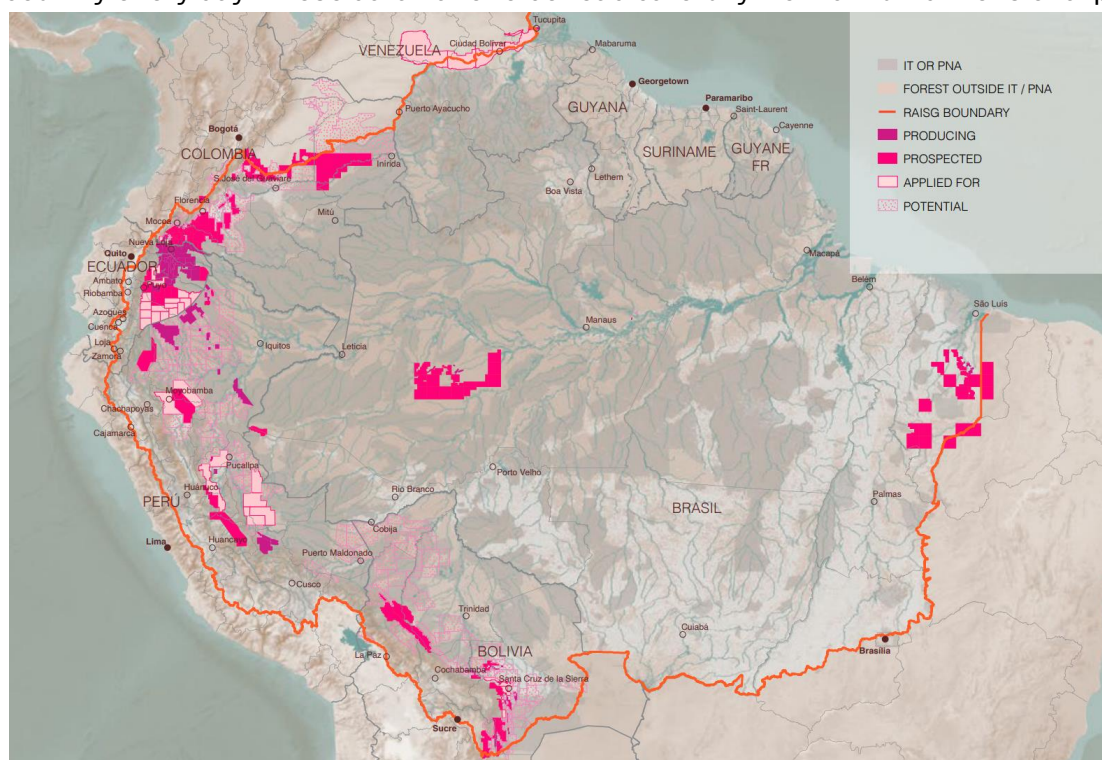 Tucupita
VENEZUELA
Ciudad Bolívar
Mabaruma
Georgetown
Puerto Ayacucho
GUYANA
Paramaribo
Saint-Laurent
Cayenne
SURINAME
GUYANE
FR
IT OR PNA
FOREST OUTSIDE IT / PNA
RAISG BOUNDARY
PRODUCING
PROSPECTED
APPLIED FOR
POTENTIAL
Bogotá
COLOMBIA
Inírida
Lethem
Boa Vista
Florencia
Mitú
Mocoa
Nueva Loja
Quito
ECUADOR
Macapá
Ambato
Puyo
Riobamba
Belém
Azogues
Cuenca
São Luís
Manaus
Loja
Zamora
Iquitos
Leticia
Moyobamba
Chachapoyas
Cajamarca
Pucallpa
Porto Velho
Huánuco
Rio Branco
PERÚ
BRASIL
Palmas
Cobija
Lima
Huancayo
Puerto Maldonado
Cusco
Trinidad
Cuiabá
La Paz
BOLIVIA
Brasília
Cochabamba
Santa Cruz de la Sierra
Sucre